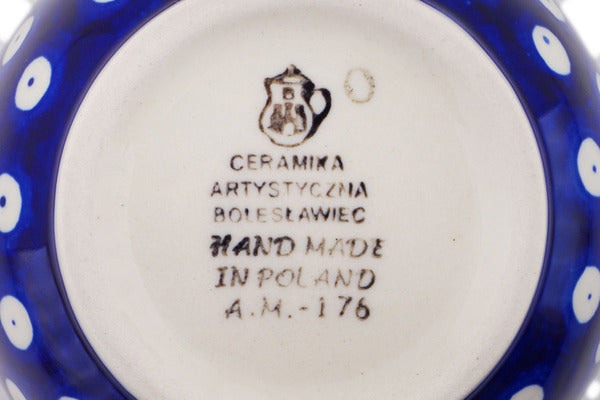 B
CERAMIKA
ARTYSTYCZNA
BOLESŁAWIEC
HAND MADE
IN POLAND
A.M.-176